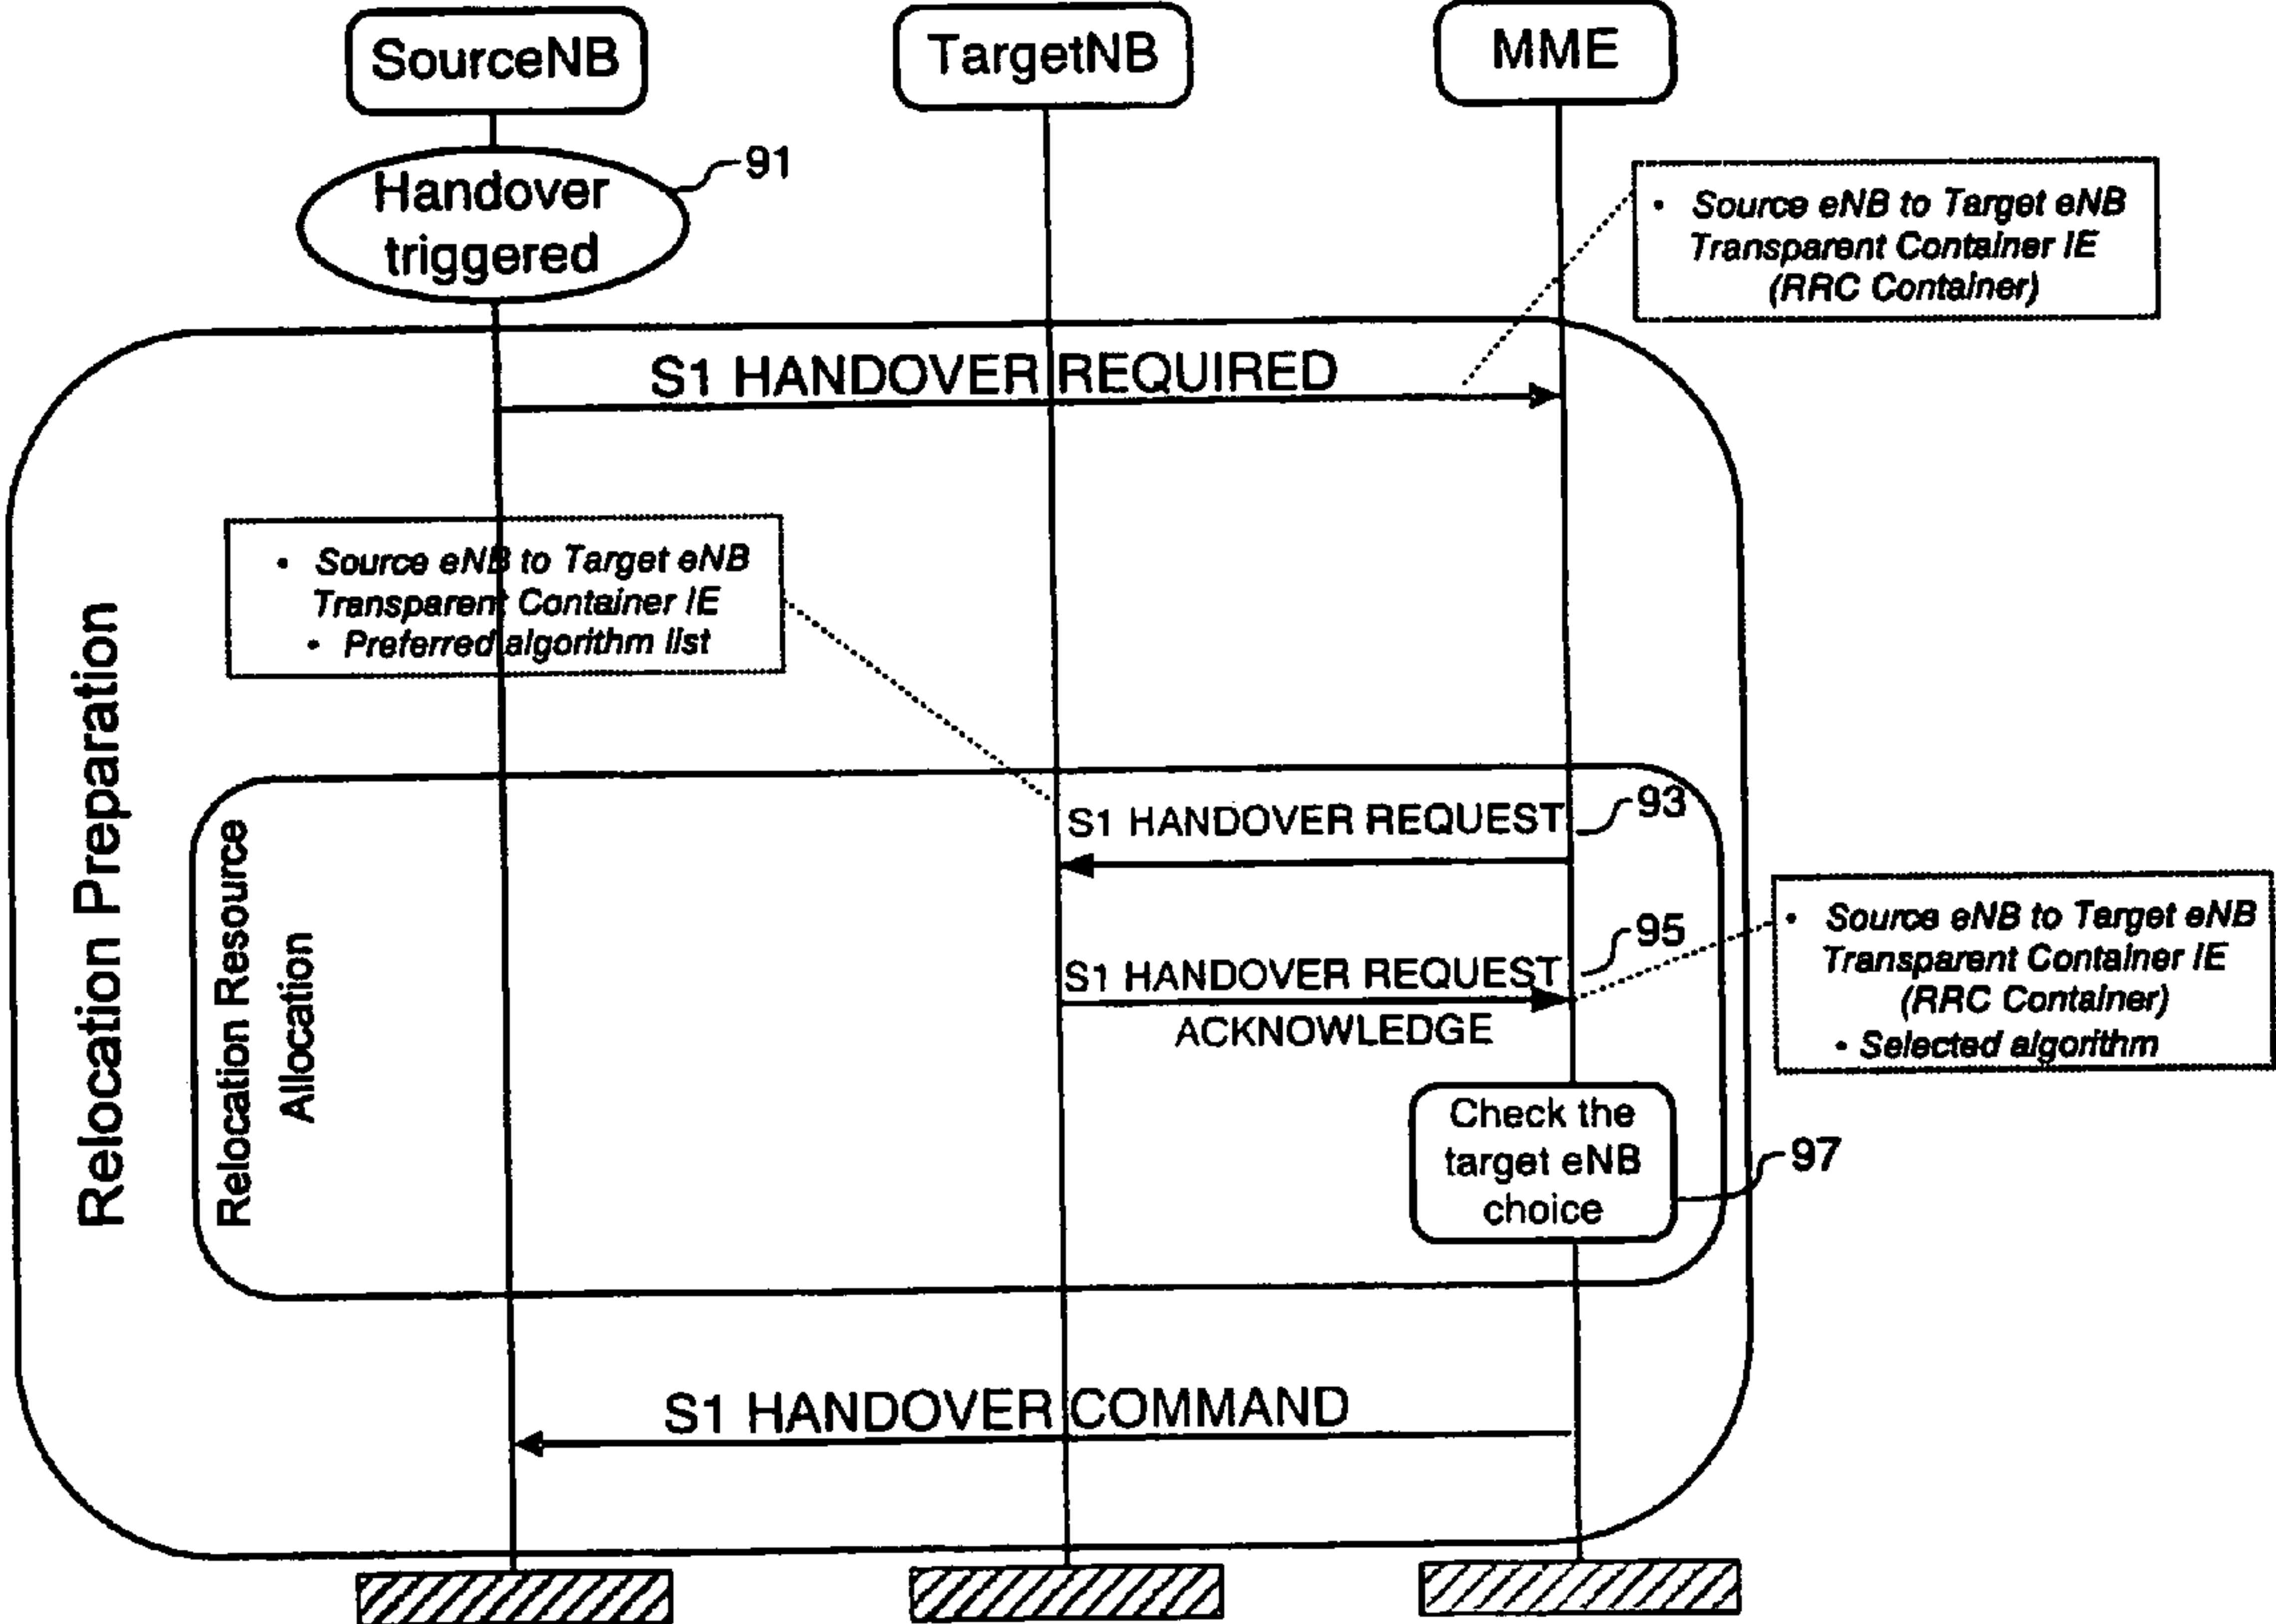 SourceNB
TargetNB
MME
Handover
triggered
91
• Source eNB to Target eNB
Transparent Container IE
(RRC Container)
S1 HANDOVER REQUIRED
• Source eNB to Target eNB
Transparent Container IE
• Preferred algorithm list
Relocation Preparation
Relocation Resource
Allocation
S1 HANDOVER REQUEST
93
95
S1 HANDOVER REQUEST
ACKNOWLEDGE
• Source eNB to Target eNB
Transparent Container IE
(RRC Container)
• Selected algorithm
Check the
target eNB
choice
97
S1 HANDOVER COMMAND